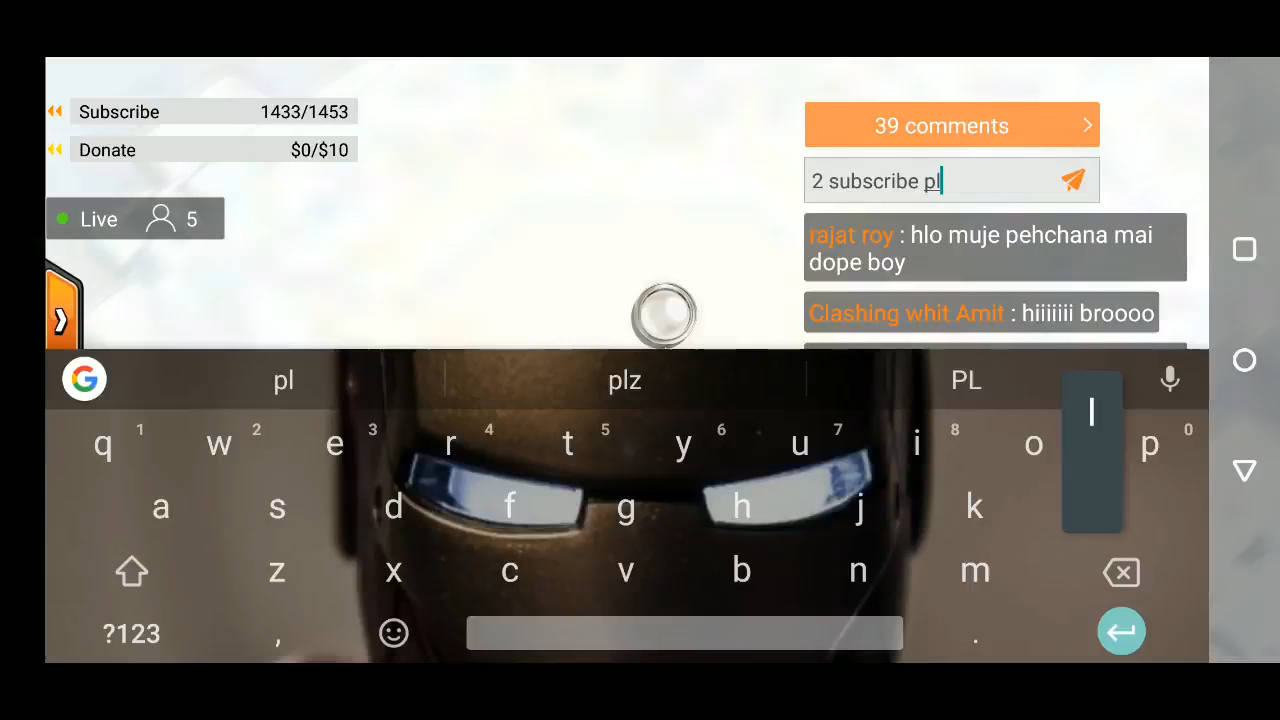 Subscribe 1433/1453
Donate $0/$10
Live 5
39 comments
2 subscribe pl
rajat roy : hlo muje pehchana mai
dope boy
Clashing whit Amit : hiiiiiii broooo
pl plz PL
q 1 w 2 e 3 r 4 t 5 y 6 u 7 i 8 o p 0
a s d f g h j k l
z x c v b n m
?123 , .